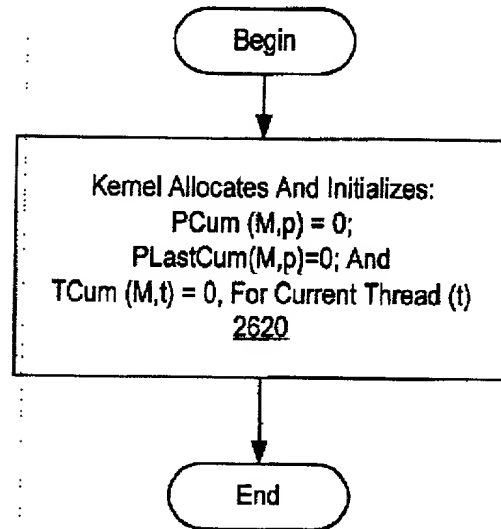 Begin
Kernel Allocates And Initializes:
PCum (M,p) = 0;
PLastCum(M,p)=0; And
TCum (M,t) = 0, For Current Thread (t)
2620
End